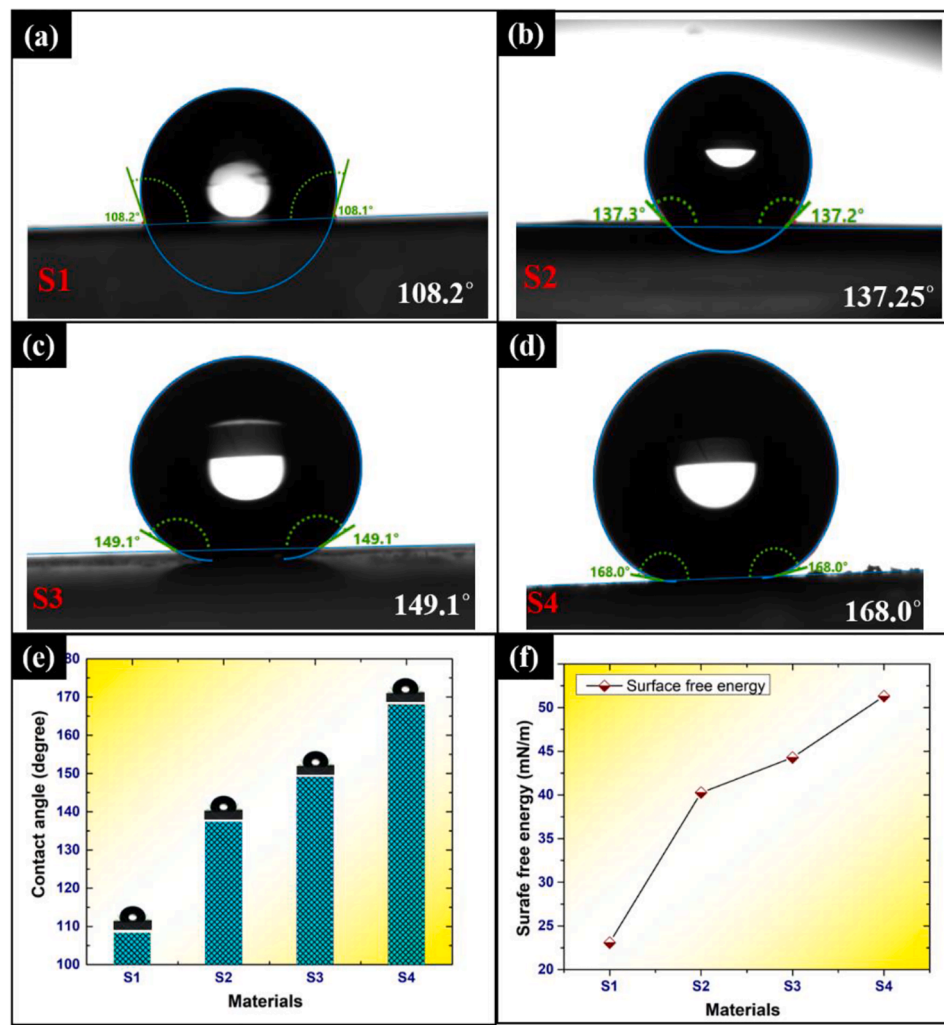 (a)
108.2°
108.1°
S1
108.2°
(b)
137.3°
137.2°
S2
137.25°
(c)
149.1°
149.1°
S3
149.1°
(d)
168.0°
168.0°
S4
168.0°
(e)
180
170
160
150
140
130
120
110
100
Contact angle (degree)
S1 S2 S3 S4
Materials
(f)
Surface free energy
50
45
40
35
30
25
20
Surafe free energy (mN/m)
S1 S2 S3 S4
Materials